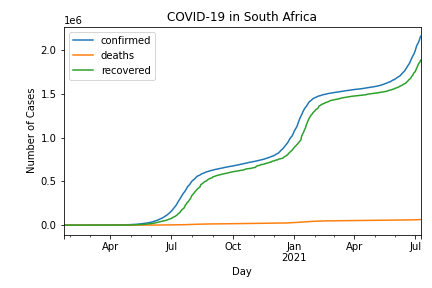 COVID-19 in South Africa
1e6
confirmed
deaths
recovered
2.0
1.5
1.0
0.5
0.0
Number of Cases
Apr Jul Oct Jan Apr Jul
2021
Day